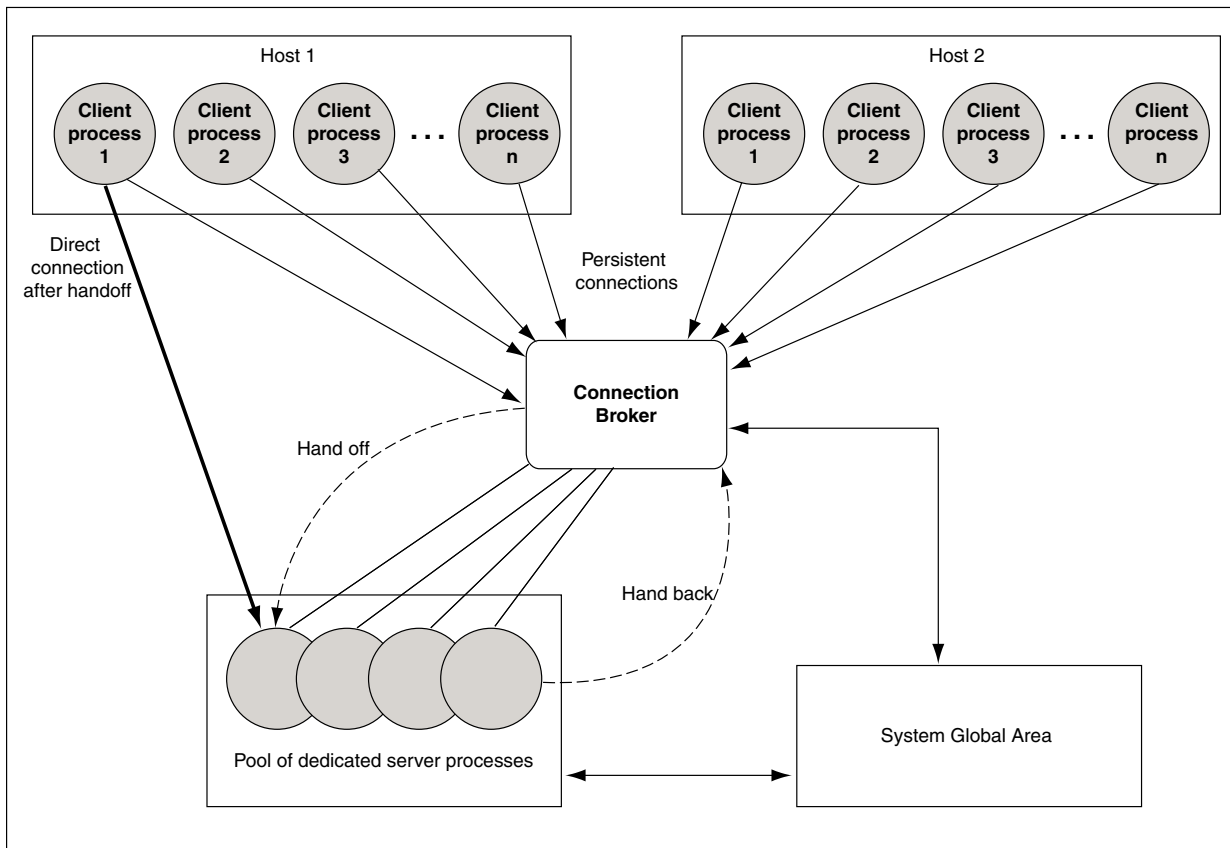 Host 1
Client
process
1
Client
process
2
Client
process
3
. . .
Client
process
n
Host 2
Client
process
1
Client
process
2
Client
process
3
. . .
Client
process
n
Direct
connection
after handoff
Persistent
connections
Connection
Broker
Hand off
Hand back
Pool of dedicated server processes
System Global Area